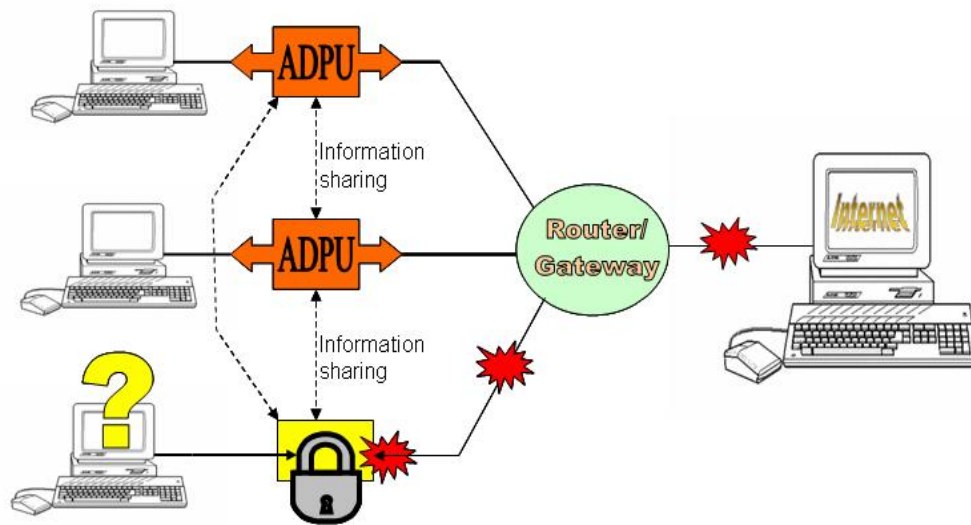 ADPU
Information
sharing
ADPU
Router/
Gateway
Internet
Information
sharing
?